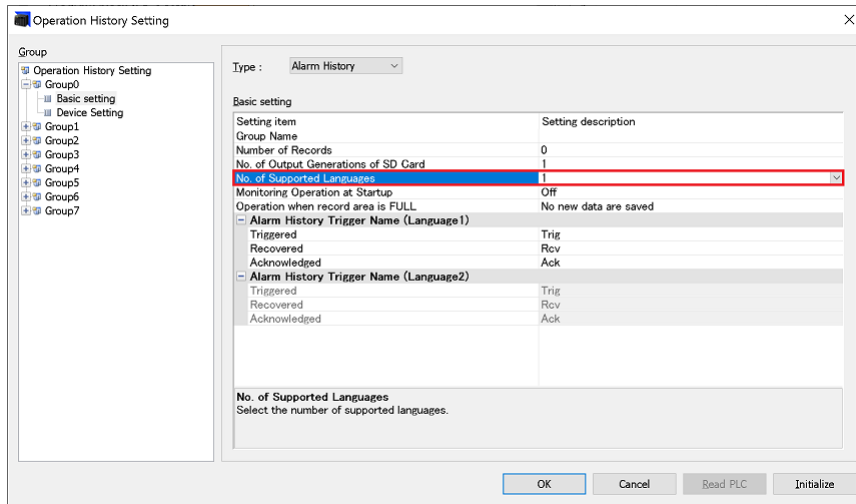 Operation History Setting
Group
Operation History Setting
Group0
Basic setting
Device Setting
Group1
Group2
Group3
Group4
Group5
Group6
Group7
Type : Alarm History
Basic setting
Setting item Setting description
Group Name
Number of Records 0
No. of Output Generations of SD Card 1
No. of Supported Languages 1
Monitoring Operation at Startup Off
Operation when record area is FULL No new data are saved
Alarm History Trigger Name (Language1)
Triggered Trig
Recovered Rcv
Acknowledged Ack
Alarm History Trigger Name (Language2)
Triggered Trig
Recovered Rcv
Acknowledged Ack
No. of Supported Languages
Select the number of supported languages.
OK Cancel Read PLC Initialize